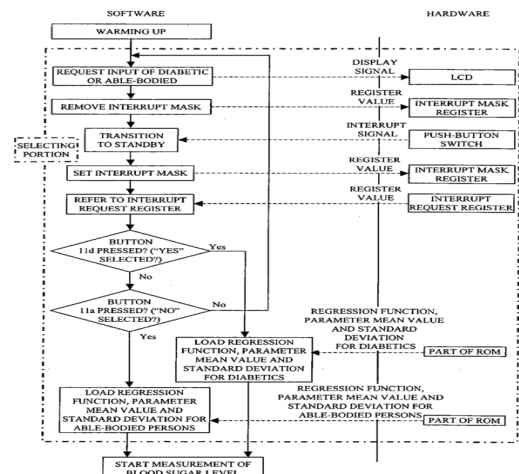 SOFTWARE
HARDWARE
WARMING UP
REQUEST INPUT OF DIABETIC
OR ABLE-BODIED
DISPLAY
SIGNAL
LCD
REMOVE INTERRUPT MASK
REGISTER
VALUE
INTERRUPT MASK
REGISTER
TRANSITION
TO STANDBY
INTERRUPT
SIGNAL
PUSH-BUTTON
SWITCH
SELECTING
PORTION
SET INTERRUPT MASK
REGISTER
VALUE
INTERRUPT MASK
REGISTER
REFER TO INTERRUPT
REQUEST REGISTER
REGISTER
VALUE
INTERRUPT
REQUEST REGISTER
BUTTON
11d PRESSED? ("YES"
SELECTED?)
Yes
No
BUTTON
11a PRESSED? ("NO"
SELECTED?)
No
Yes
LOAD REGRESSION
FUNCTION, PARAMETER
MEAN VALUE AND
STANDARD DEVIATION
FOR DIABETICS
REGRESSION FUNCTION,
PARAMETER MEAN VALUE
AND STANDARD
DEVIATION
FOR DIABETICS
PART OF ROM
LOAD REGRESSION
FUNCTION, PARAMETER
MEAN VALUE AND
STANDARD DEVIATION FOR
ABLE-BODIED PERSONS
REGRESSION FUNCTION,
PARAMETER MEAN VALUE AND
STANDARD DEVIATION FOR
ABLE-BODIED PERSONS
PART OF ROM
START MEASUREMENT OF
BLOOD SUGAR LEVEL